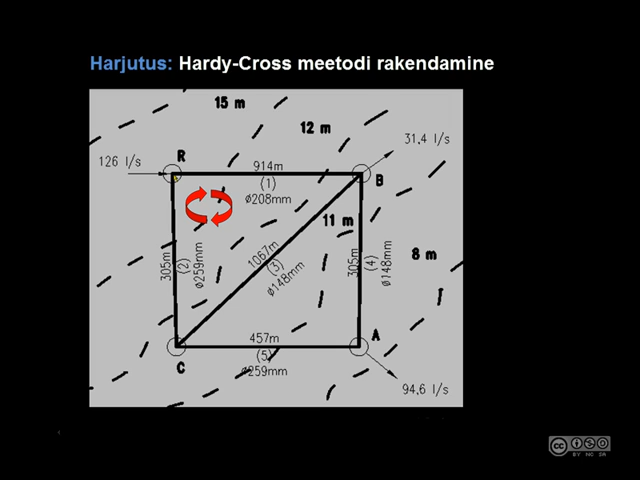 Harjutus: Hardy-Cross meetodi rakendamine
15 m
12 m
31.4 l/s
126 l/s
R
914m
(1)
ø208mm
B
11 m
305m
(2)
ø259mm
1067m
(3)
ø148mm
305m
(4)
ø148mm
8 m
457m
(5)
ø259mm
A
C
94.6 l/s
cc
BY NC SA